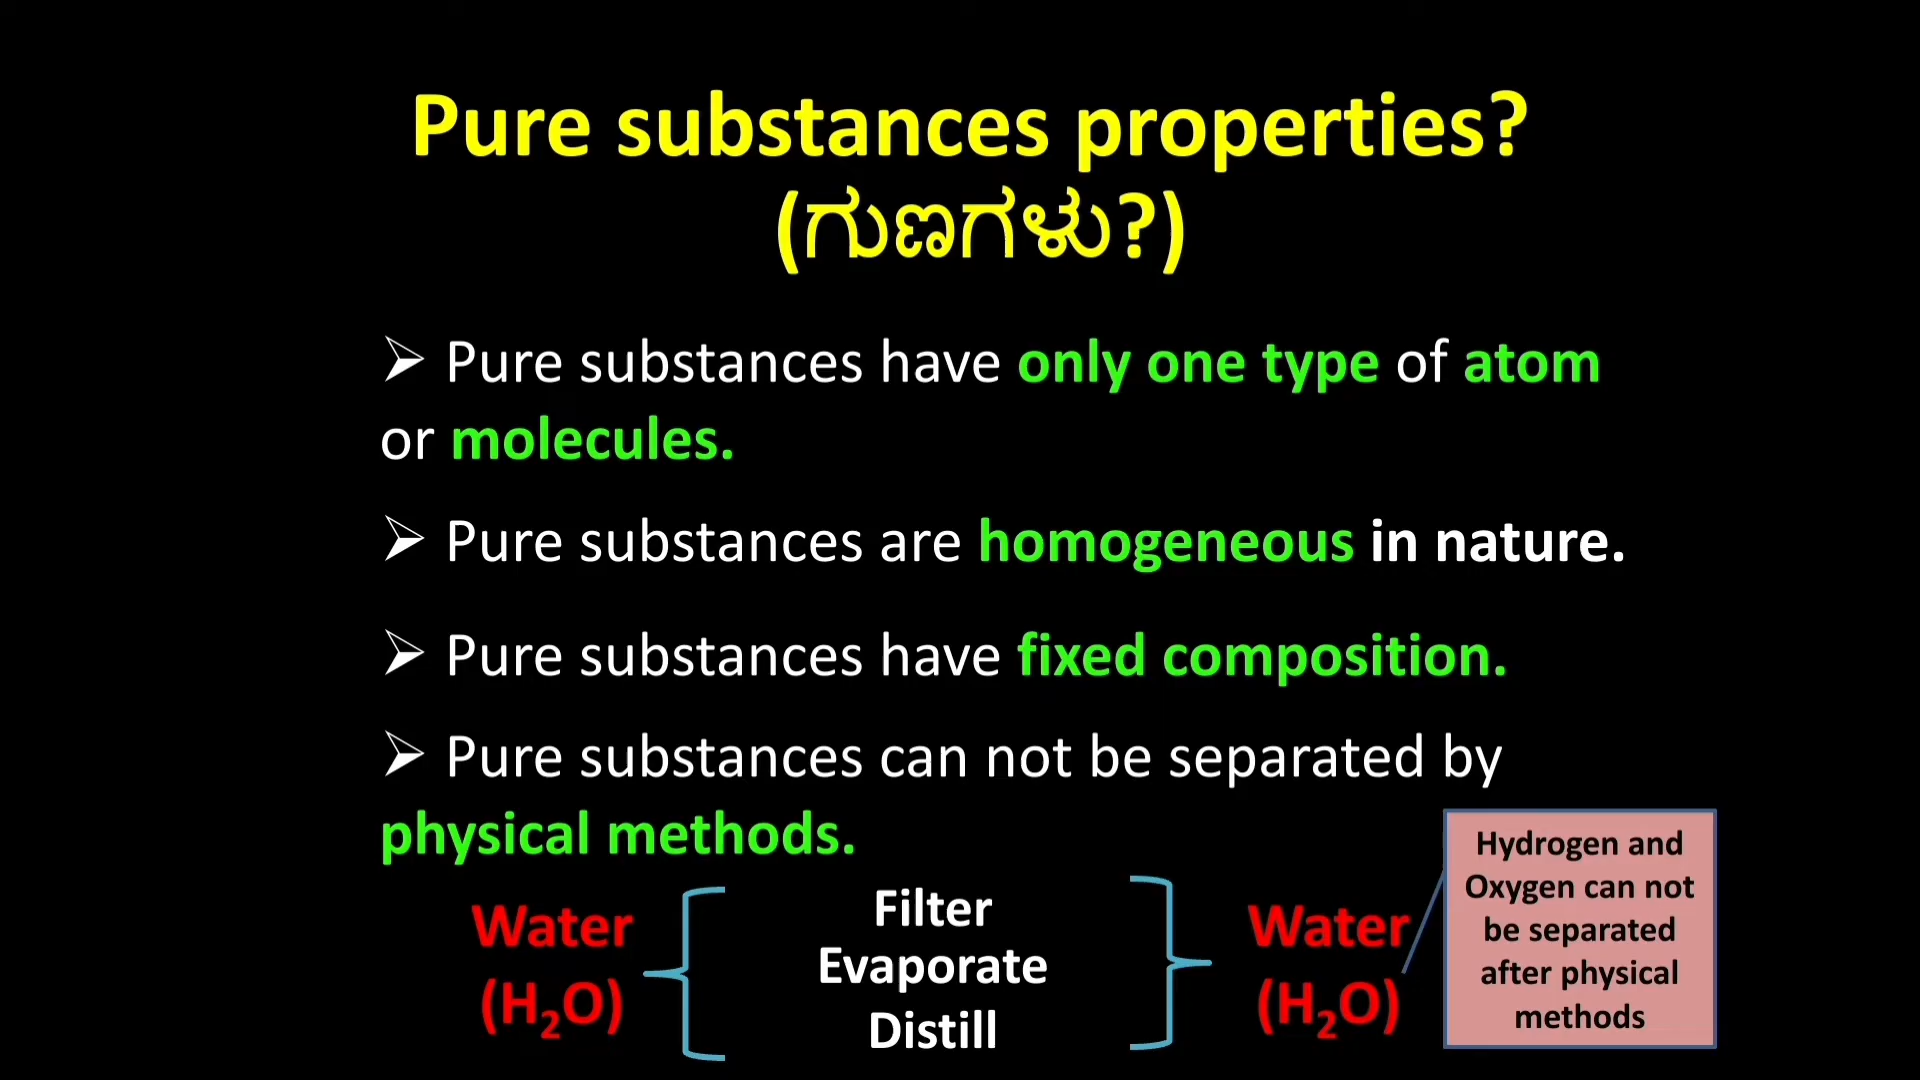 Pure substances properties?
(ಗುಣಗಳು?)
➢ Pure substances have only one type of atom
or molecules.
➢ Pure substances are homogeneous in nature.
➢ Pure substances have fixed composition.
➢ Pure substances can not be separated by
physical methods.
Water
(H₂O)
Filter
Evaporate
Distill
Water
(H₂O)
Hydrogen and
Oxygen can not
be separated
after physical
methods